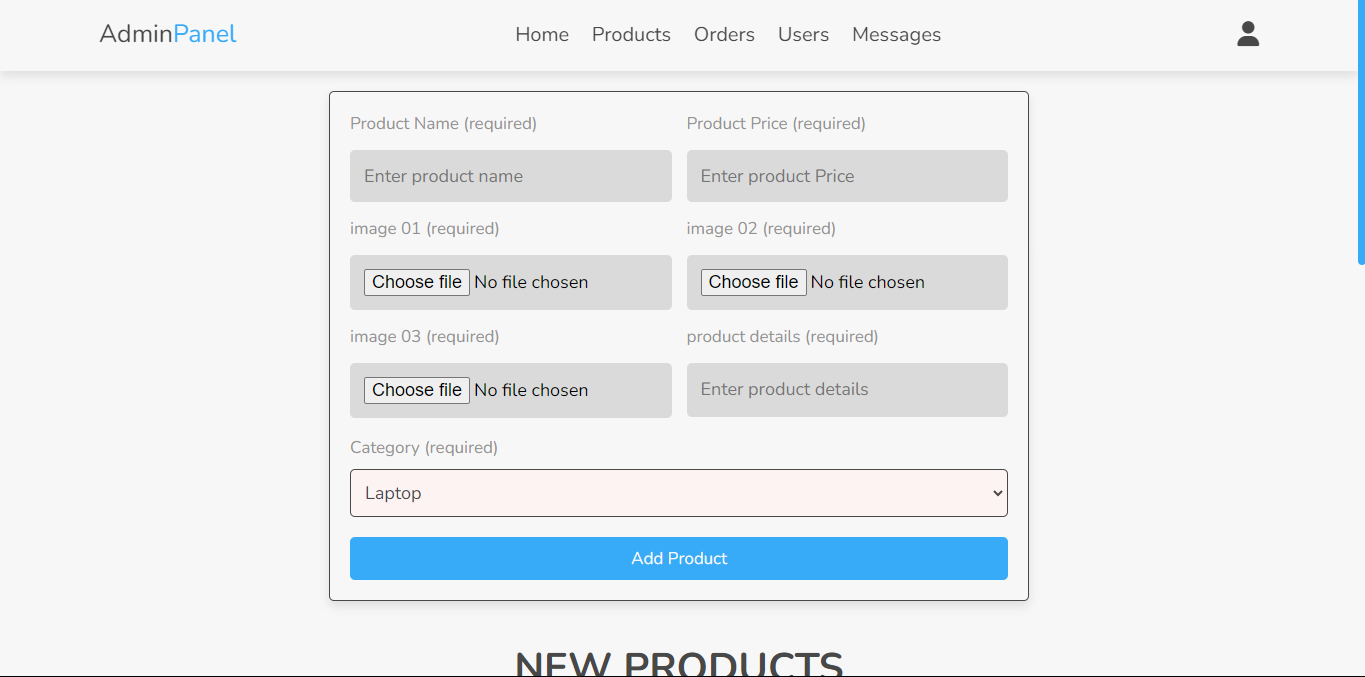 AdminPanel Home Products Orders Users Messages
Product Name (required) Product Price (required)
Enter product name Enter product Price
image 01 (required) image 02 (required)
Choose file No file chosen Choose file No file chosen
image 03 (required) product details (required)
Choose file No file chosen Enter product details
Category (required)
Laptop
Add Product
NEW PRODUCTS